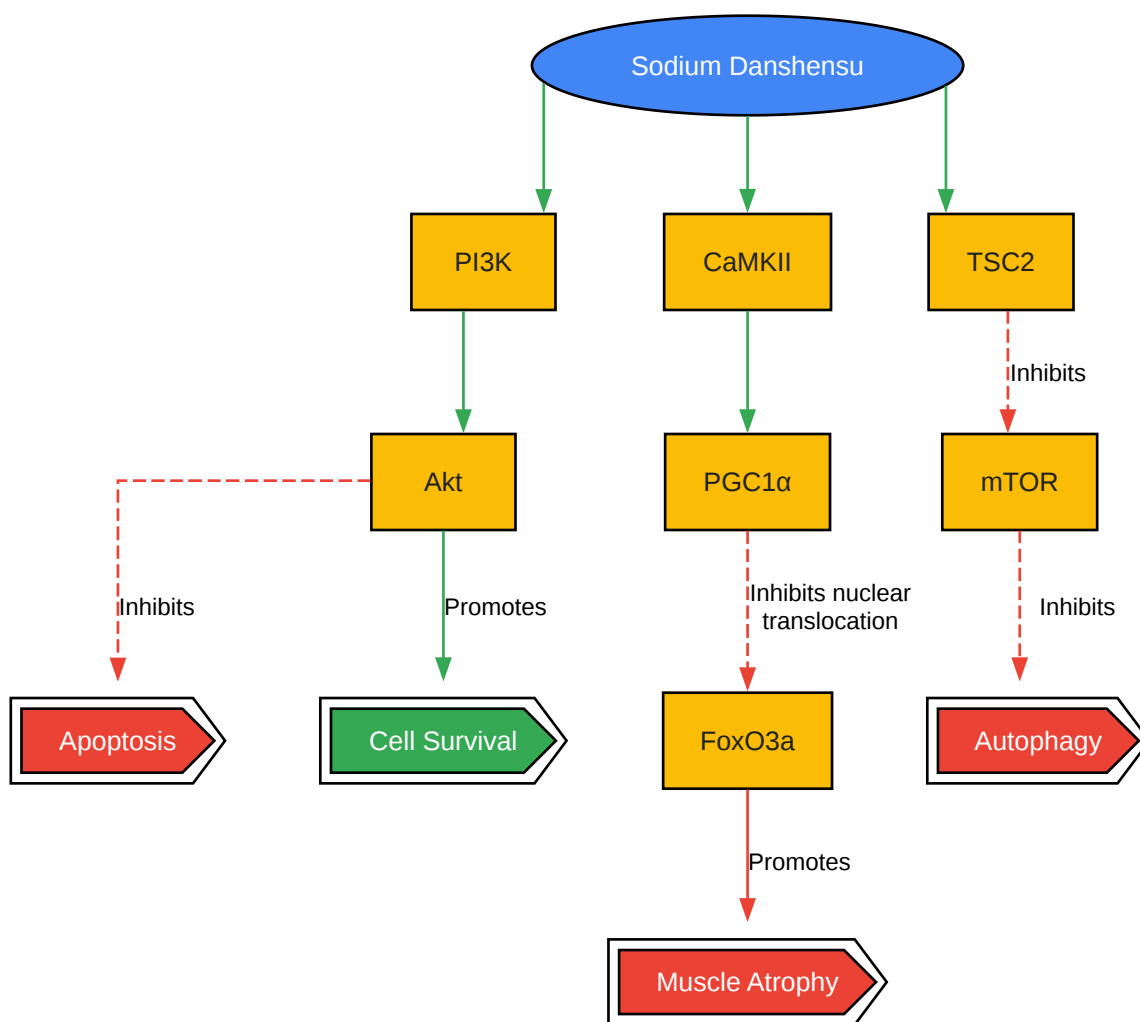 Sodium Danshensu
PI3K
CaMKII
TSC2
Inhibits
Akt
PGC1α
mTOR
Inhibits
Promotes
Inhibits nuclear
translocation
Inhibits
Apoptosis
Cell Survival
FoxO3a
Autophagy
Promotes
Muscle Atrophy